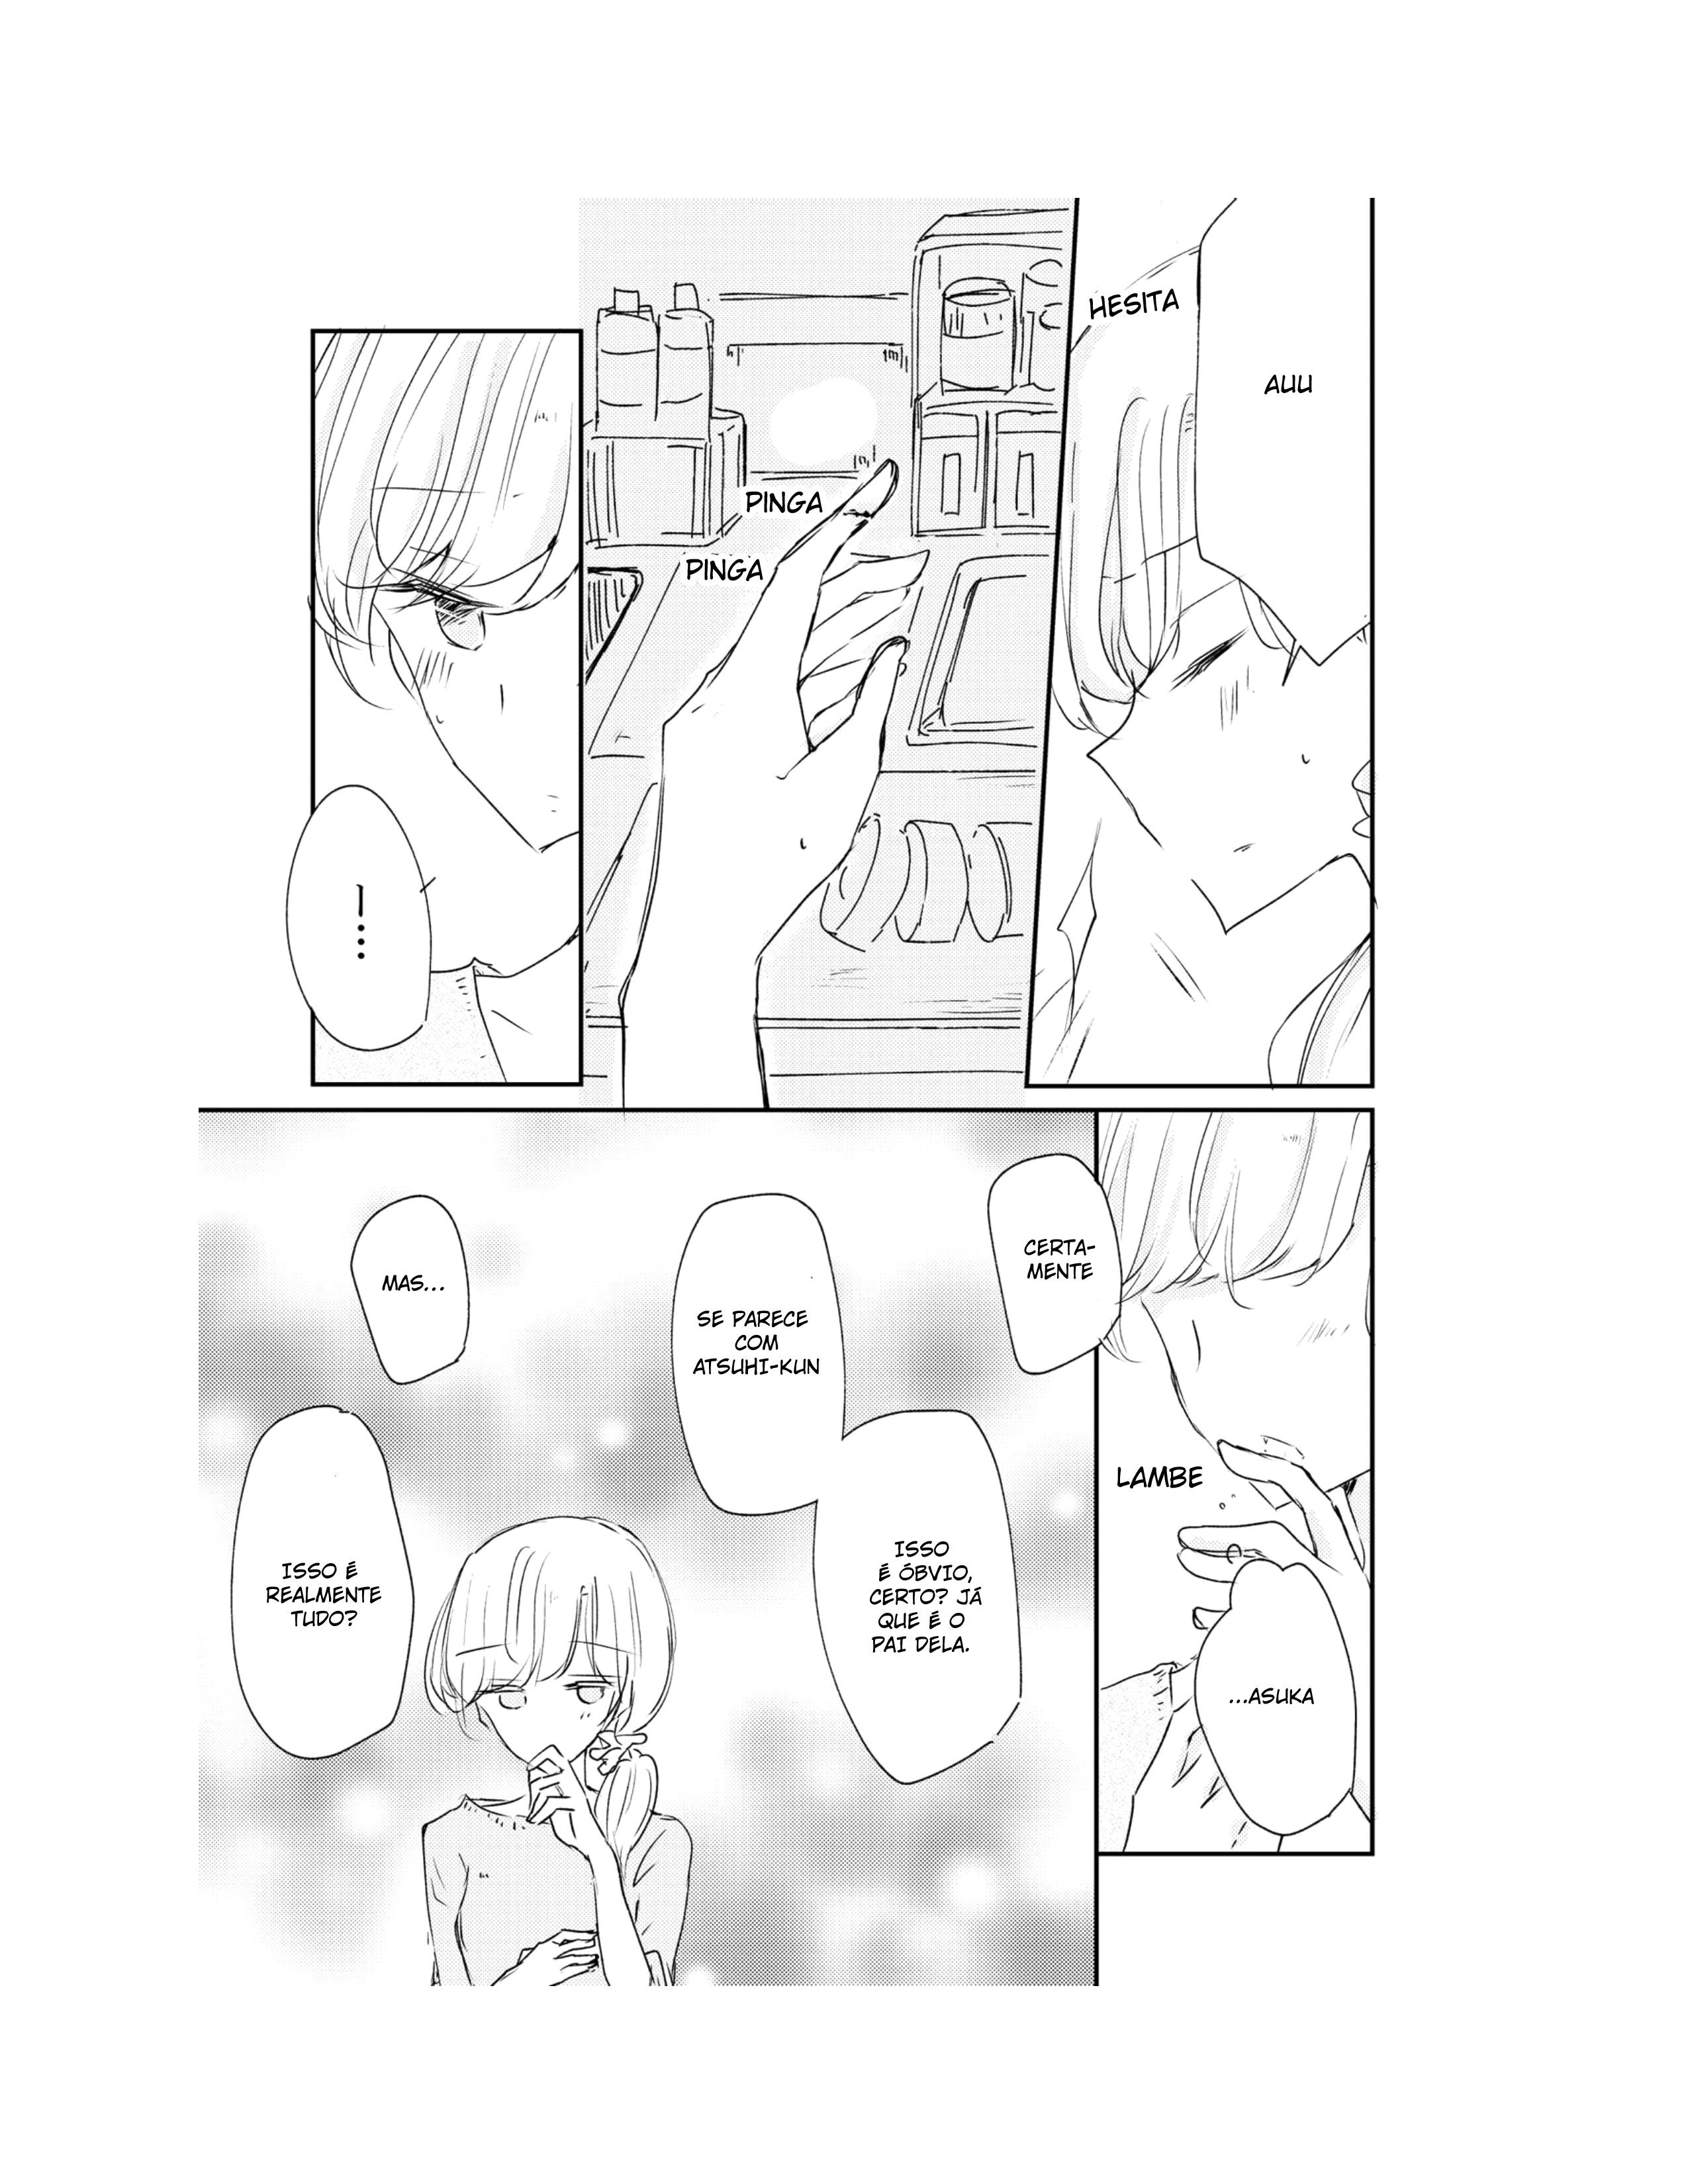 AUU
HESITA
PINGA
PINGA
...ASUKA
LAMBE
CERTA-
MENTE
SE PARECE
COM
ATSUHI-KUN
ISSO
É ÓBVIO,
CERTO? JÁ
QUE É O
PAI DELA.
MAS...
ISSO É
REALMENTE
TUDO?